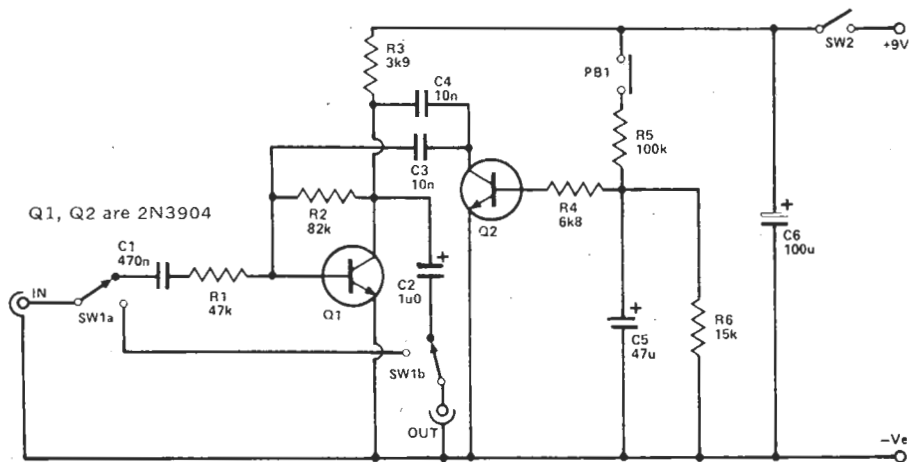 R3
3k9
C4
10n
C3
10n
PB1
R5
100k
SW2
+9V
Q1, Q2 are 2N3904
R2
82k
Q2
R4
6k8
+
C6
100u
C1
470n
IN
SW1a
R1
47k
Q1
+
C2
1u0
+
C5
47u
R6
15k
SW1b
OUT
-Ve